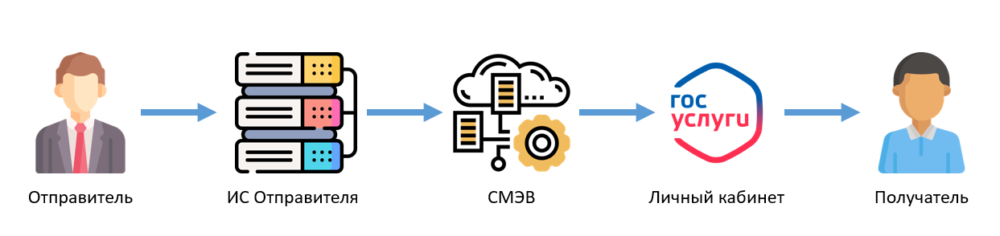 гос
услуги
Отправитель
ИС Отправителя
СМЭВ
Личный кабинет
Получатель